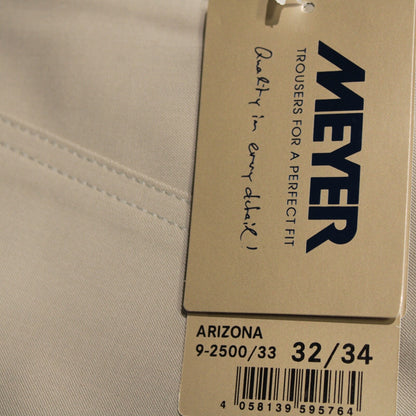 MEYER
TROUSERS FOR A PERFECT FIT
Quality in every detail!
ARIZONA
9-2500/33 32/34
4 058139 595764